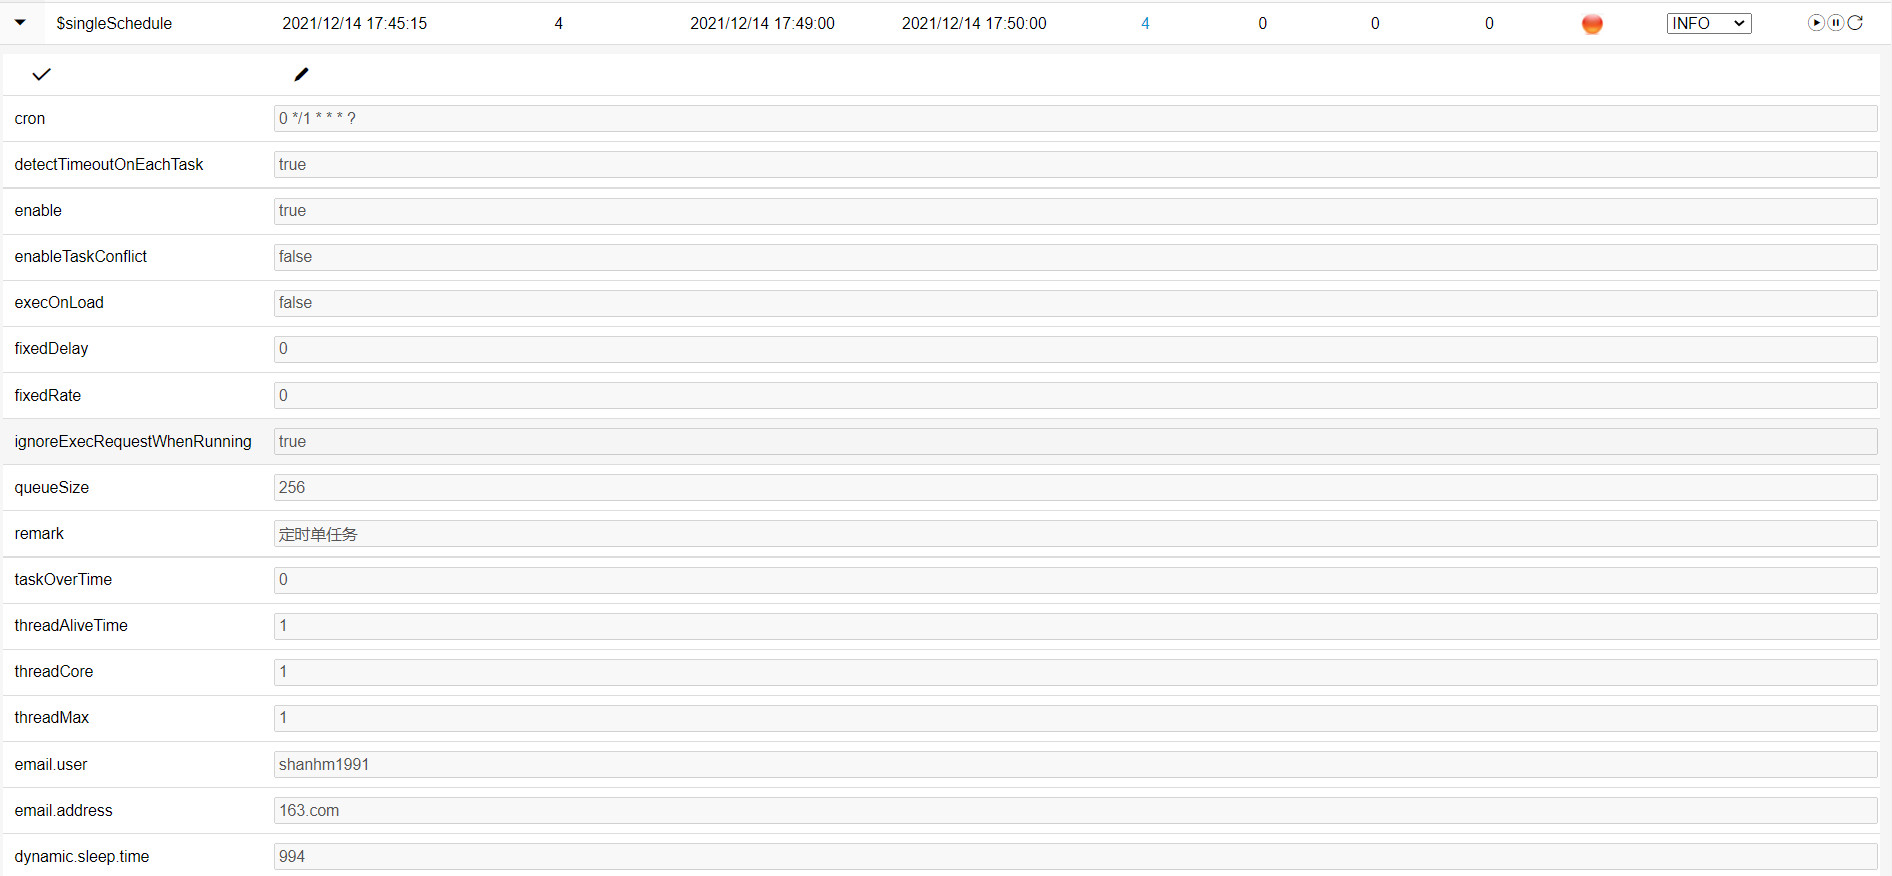 $singleSchedule 2021/12/14 17:45:15 4 2021/12/14 17:49:00 2021/12/14 17:50:00 4 0 0 0 INFO
cron 0 */1 * * * ?
detectTimeoutOnEachTask true
enable true
enableTaskConflict false
execOnLoad false
fixedDelay 0
fixedRate 0
ignoreExecRequestWhenRunning true
queueSize 256
remark 定时单任务
taskOverTime 0
threadAliveTime 1
threadCore 1
threadMax 1
email.user shanhm1991
email.address 163.com
dynamic.sleep.time 994